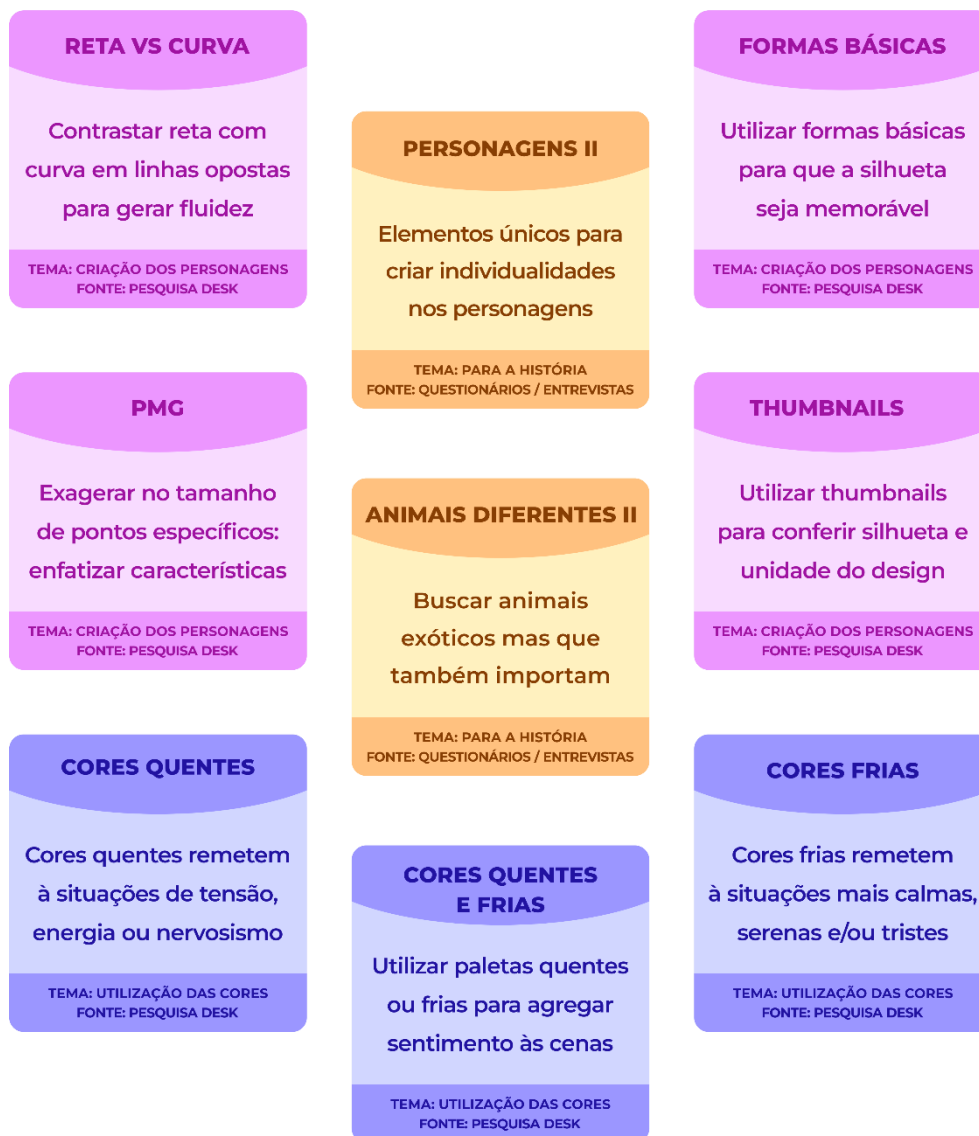 RETA VS CURVA
Contrastar reta com
curva em linhas opostas
para gerar fluidez
TEMA: CRIAÇÃO DOS PERSONAGENS
FONTE: PESQUISA DESK
PERSONAGENS II
Elementos únicos para
criar individualidades
nos personagens
TEMA: PARA A HISTÓRIA
FONTE: QUESTIONÁRIOS / ENTREVISTAS
FORMAS BÁSICAS
Utilizar formas básicas
para que a silhueta
seja memorável
TEMA: CRIAÇÃO DOS PERSONAGENS
FONTE: PESQUISA DESK
PMG
Exagerar no tamanho
de pontos específicos:
enfatizar características
TEMA: CRIAÇÃO DOS PERSONAGENS
FONTE: PESQUISA DESK
ANIMAIS DIFERENTES II
Buscar animais
exóticos mas que
também importam
TEMA: PARA A HISTÓRIA
FONTE: QUESTIONÁRIOS / ENTREVISTAS
THUMBNAILS
Utilizar thumbnails
para conferir silhueta e
unidade do design
TEMA: CRIAÇÃO DOS PERSONAGENS
FONTE: PESQUISA DESK
CORES QUENTES
Cores quentes remetem
à situações de tensão,
energia ou nervosismo
TEMA: UTILIZAÇÃO DAS CORES
FONTE: PESQUISA DESK
CORES QUENTES
E FRIAS
Utilizar paletas quentes
ou frias para agregar
sentimento às cenas
TEMA: UTILIZAÇÃO DAS CORES
FONTE: PESQUISA DESK
CORES FRIAS
Cores frias remetem
à situações mais calmas,
serenas e/ou tristes
TEMA: UTILIZAÇÃO DAS CORES
FONTE: PESQUISA DESK